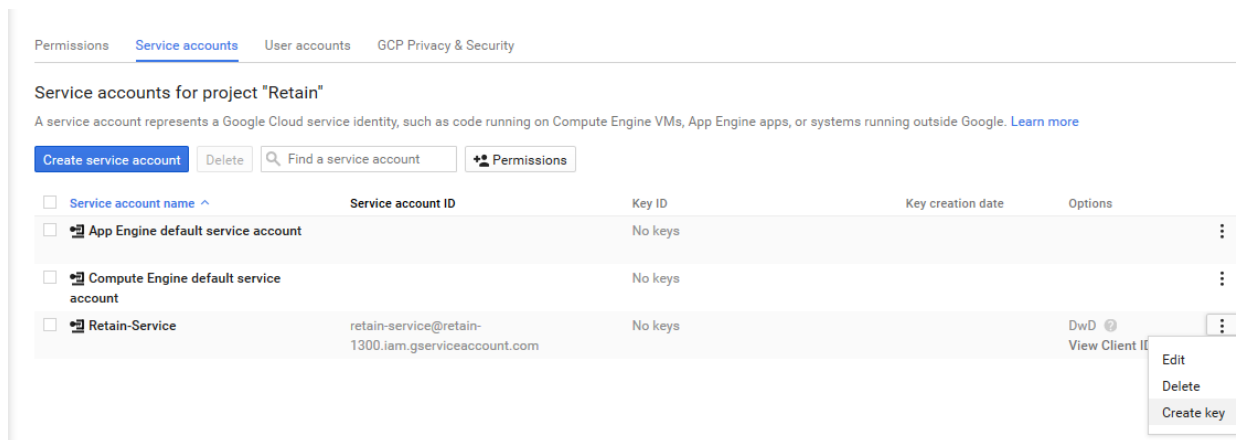 Permissions Service accounts User accounts GCP Privacy & Security
Service accounts for project "Retain"
A service account represents a Google Cloud service identity, such as code running on Compute Engine VMs, App Engine apps, or systems running outside Google. Learn more
Create service account Delete Find a service account Permissions
Service account name Service account ID Key ID Key creation date Options
App Engine default service account No keys
Compute Engine default service No keys
account
Retain-Service retain-service@retain- No keys DwD
1300.iam.gserviceaccount.com View Client ID
Edit
Delete
Create key